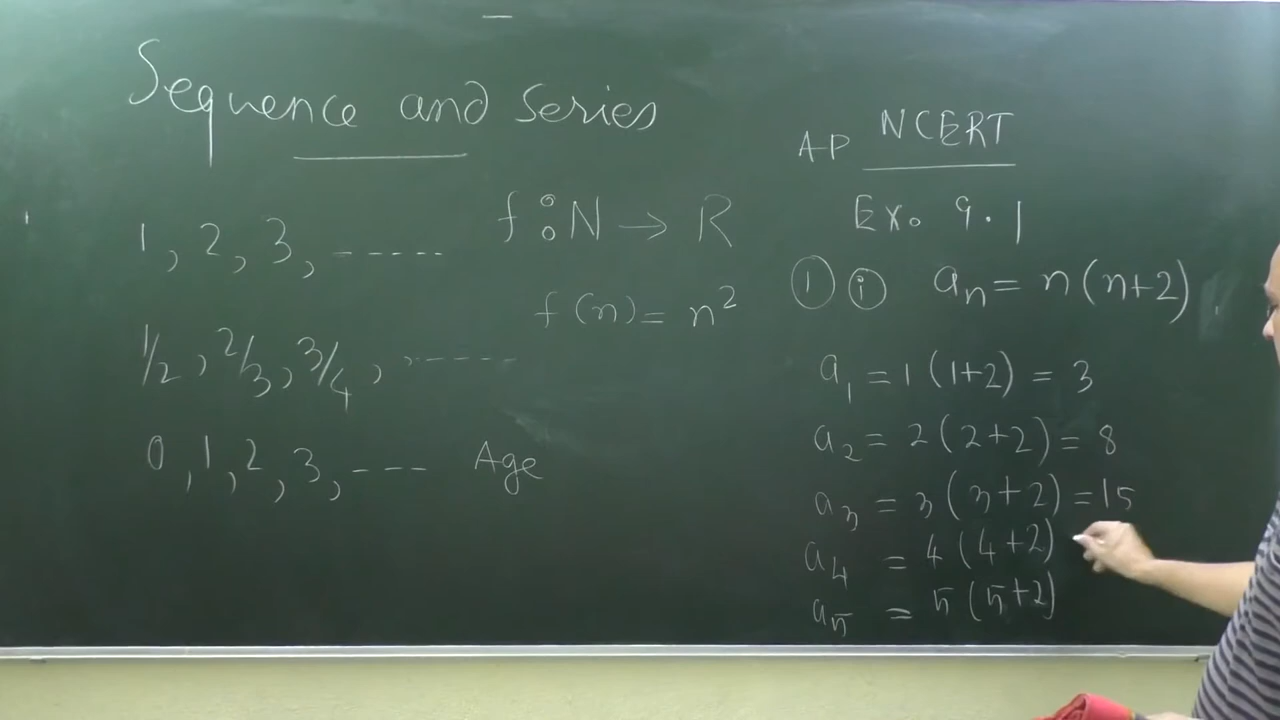 Sequence and Series
1, 2, 3, -----
f : N → R
f(n) = n²
1/2, 2/3, 3/4, , -----
0, 1, 2, 3, --- Age
AP NCERT
Ex. 9.1
① ⓘ aₙ = n(n+2)
a₁ = 1(1+2) = 3
a₂ = 2(2+2) = 8
a₃ = 3(3+2) = 15
a₄ = 4(4+2)
a₅ = 5(5+2)